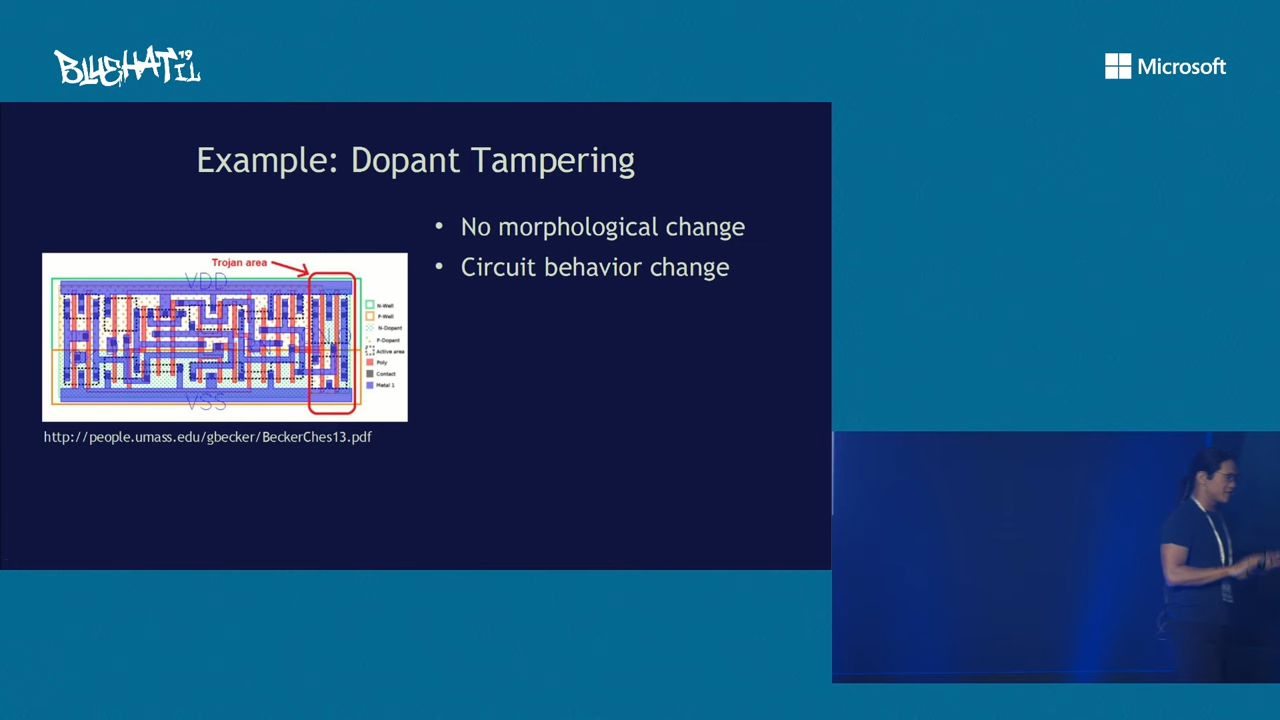 BLUEHAT IL '19
Microsoft
Example: Dopant Tampering
• No morphological change
• Circuit behavior change
Trojan area
VDD
N-Well
P-Well
N-Dopant
P-Dopant
Active area
Poly
Contact
Metal 1
VSS
http://people.umass.edu/gbecker/BeckerChes13.pdf